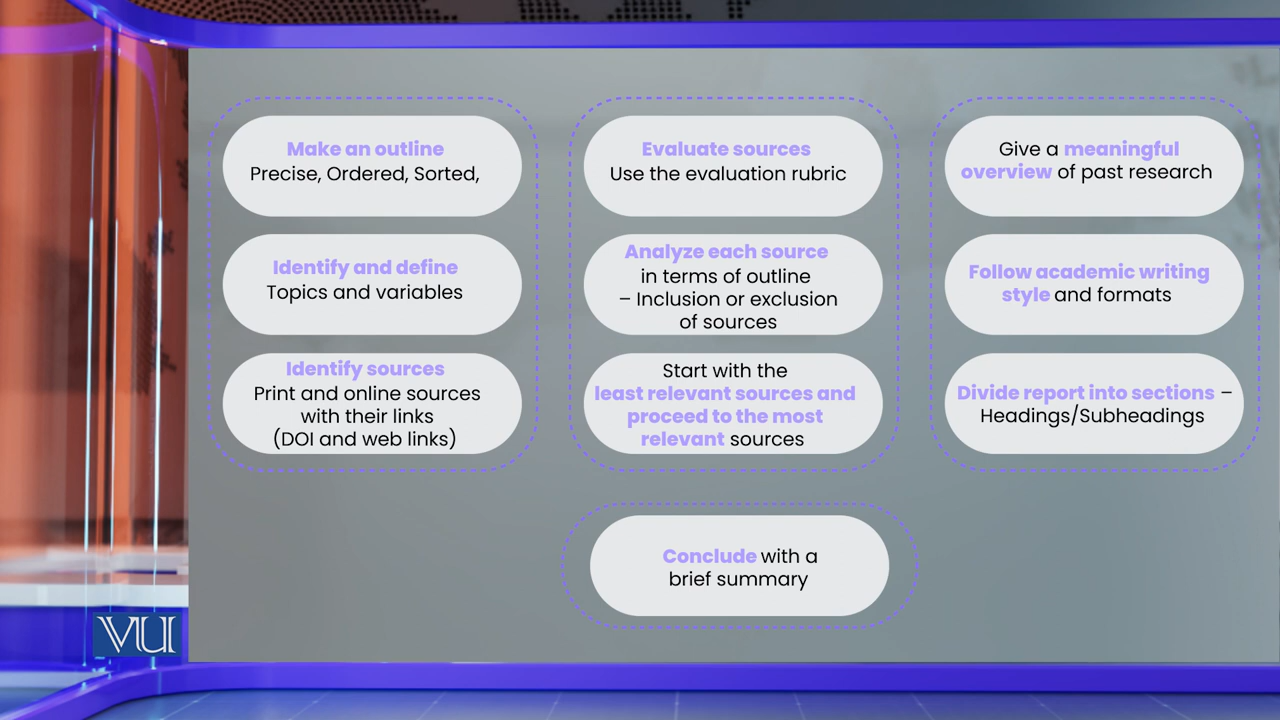 Make an outline
Precise, Ordered, Sorted,
Identify and define
Topics and variables
Identify sources
Print and online sources
with their links
(DOI and web links)
Evaluate sources
Use the evaluation rubric
Analyze each source
in terms of outline
– Inclusion or exclusion
of sources
Start with the
least relevant sources and
proceed to the most
relevant sources
Give a meaningful
overview of past research
Follow academic writing
style and formats
Divide report into sections –
Headings/Subheadings
Conclude with a
brief summary
VU